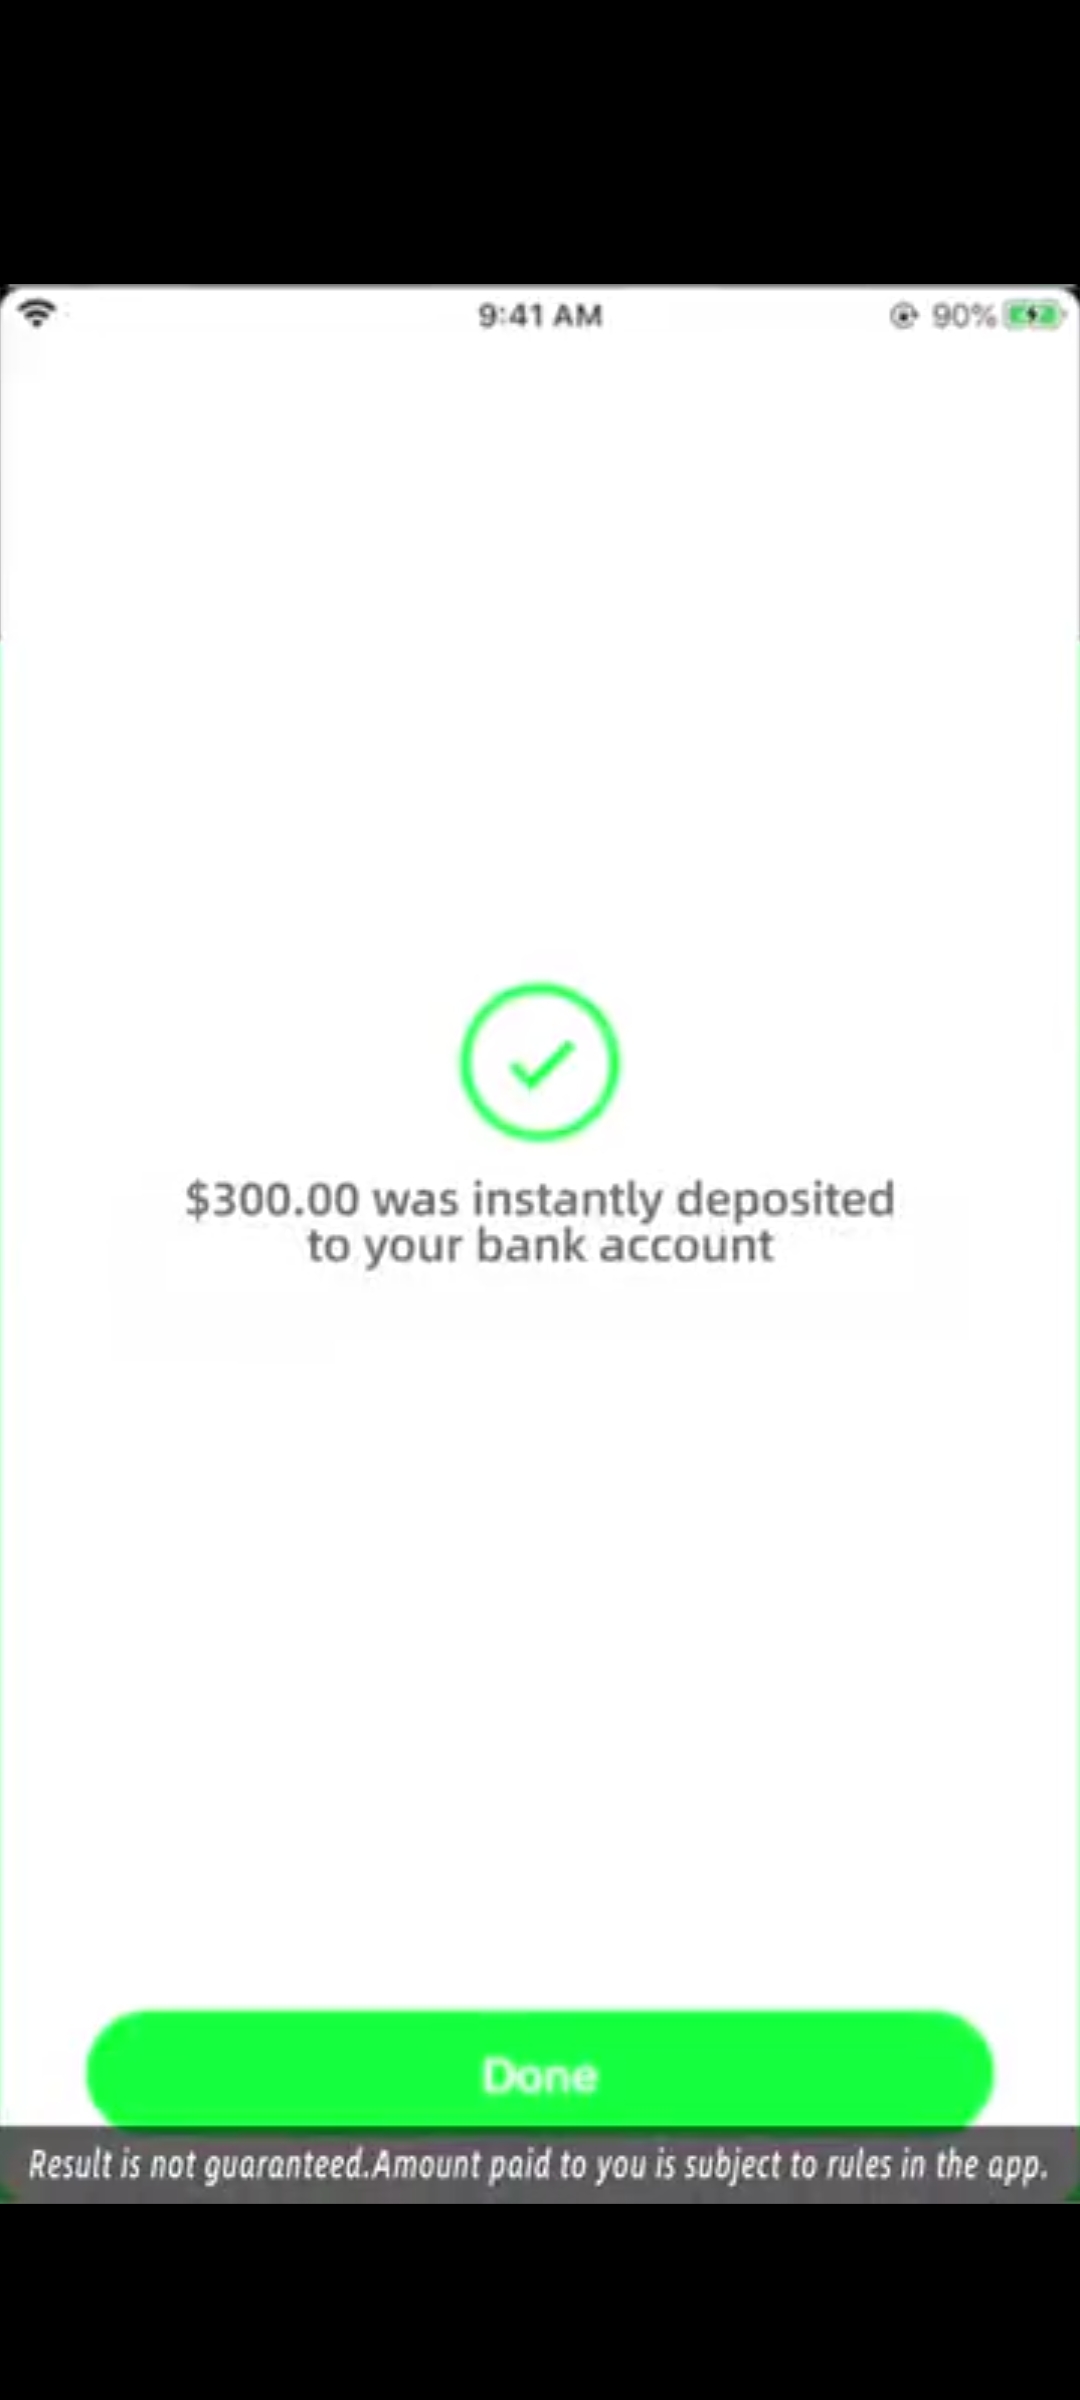 9:41 AM
90%
$300.00 was instantly deposited
to your bank account
Done
Result is not guaranteed.Amount paid to you is subject to rules in the app.